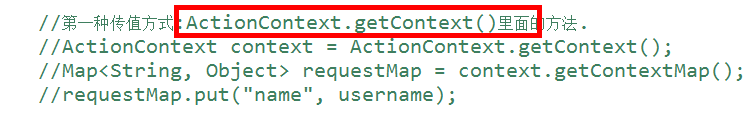 //第一种传值方式:ActionContext.getContext()里面的方法.
//ActionContext context = ActionContext.getContext();
//Map<String, Object> requestMap = context.getContextMap();
//requestMap.put("name", username);